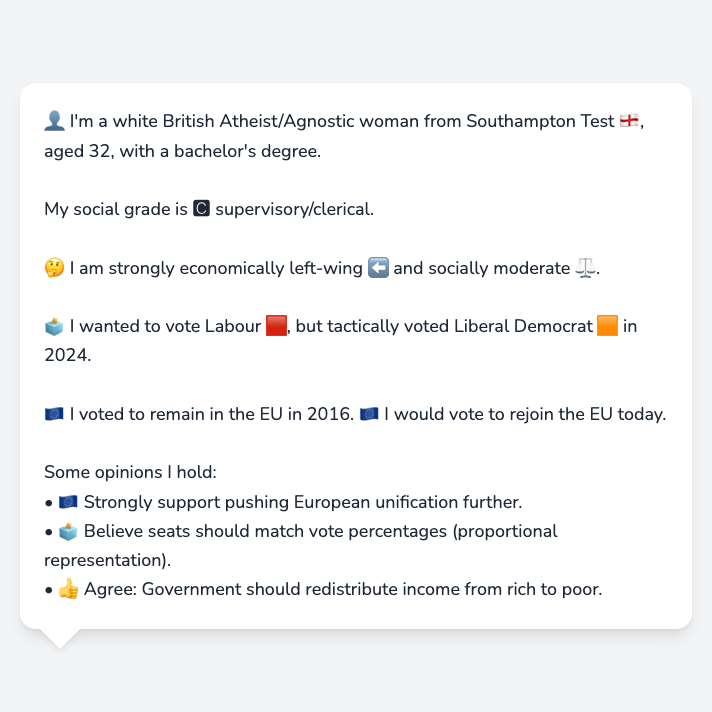 👤 I'm a white British Atheist/Agnostic woman from Southampton Test 🏴󠁧󠁢󠁥󠁮󠁧󠁿,
aged 32, with a bachelor's degree.
My social grade is 🅲 supervisory/clerical.
🤔 I am strongly economically left-wing ⬅️ and socially moderate ⚖️.
🗳️ I wanted to vote Labour 🟥, but tactically voted Liberal Democrat 🟧 in
2024.
🇪🇺 I voted to remain in the EU in 2016. 🇪🇺 I would vote to rejoin the EU today.
Some opinions I hold:
• 🇪🇺 Strongly support pushing European unification further.
• 🗳️ Believe seats should match vote percentages (proportional
representation).
• 👍 Agree: Government should redistribute income from rich to poor.